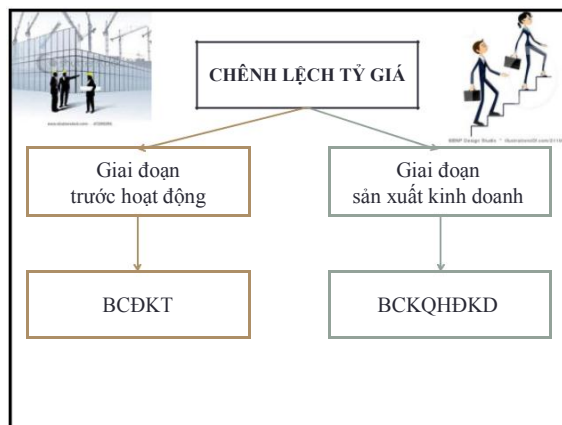 CHÊNH LỆCH TỶ GIÁ
Giai đoạn
trước hoạt động
Giai đoạn
sản xuất kinh doanh
BCĐKT
BCKQHĐKD